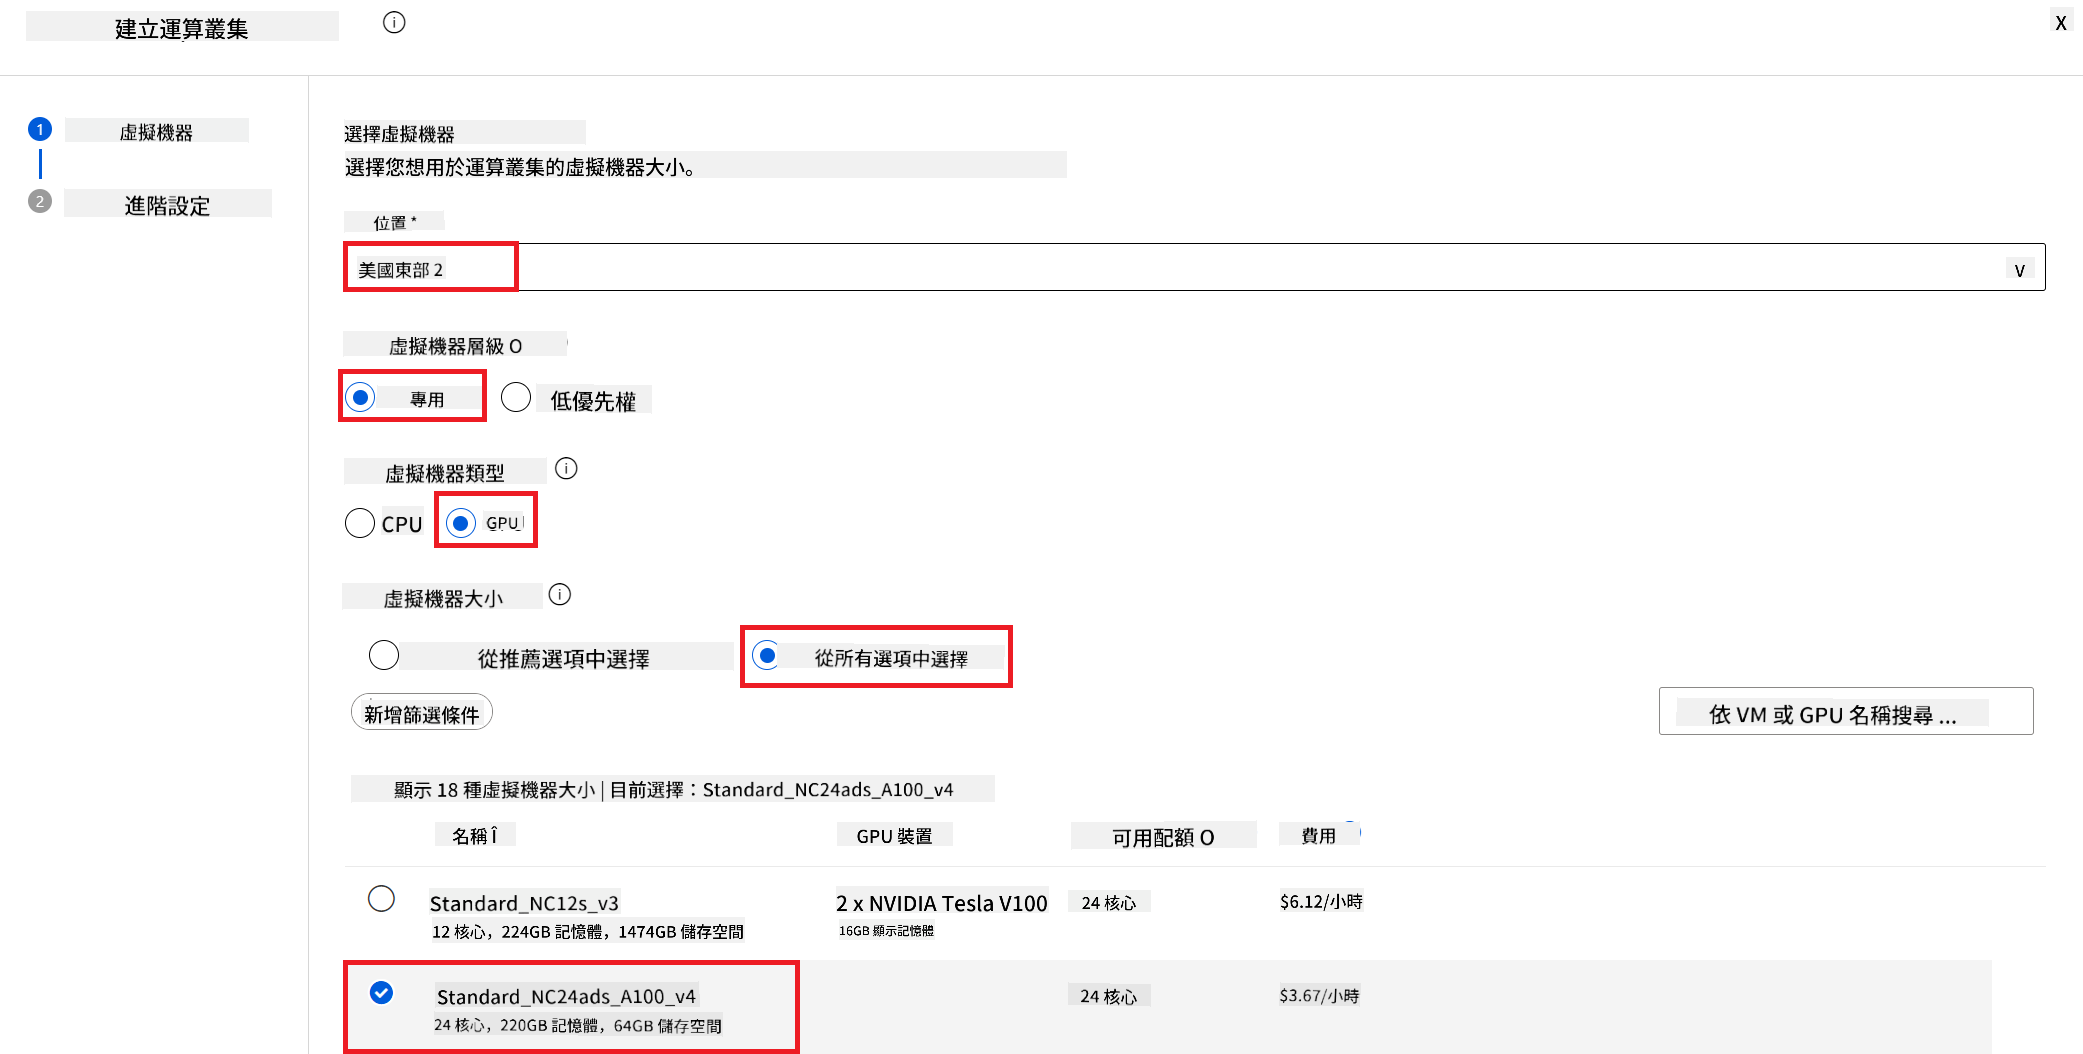 建立運算叢集
X
1 虛擬機器
2 進階設定
選擇虛擬機器
選擇您想用於運算叢集的虛擬機器大小。
位置 *
美國東部 2
V
虛擬機器層級 O
專用 低優先權
虛擬機器類型
CPU GPU
虛擬機器大小
從推薦選項中選擇 從所有選項中選擇
新增篩選條件 依 VM 或 GPU 名稱搜尋 ...
顯示 18 種虛擬機器大小 | 目前選擇：Standard_NC24ads_A100_v4
名稱 Î GPU 裝置 可用配額 O 費用
Standard_NC12s_v3 2 x NVIDIA Tesla V100 24 核心 $6.12/小時
12 核心，224GB 記憶體，1474GB 儲存空間 16GB 顯示記憶體
Standard_NC24ads_A100_v4 24 核心 $3.67/小時
24 核心，220GB 記憶體，64GB 儲存空間